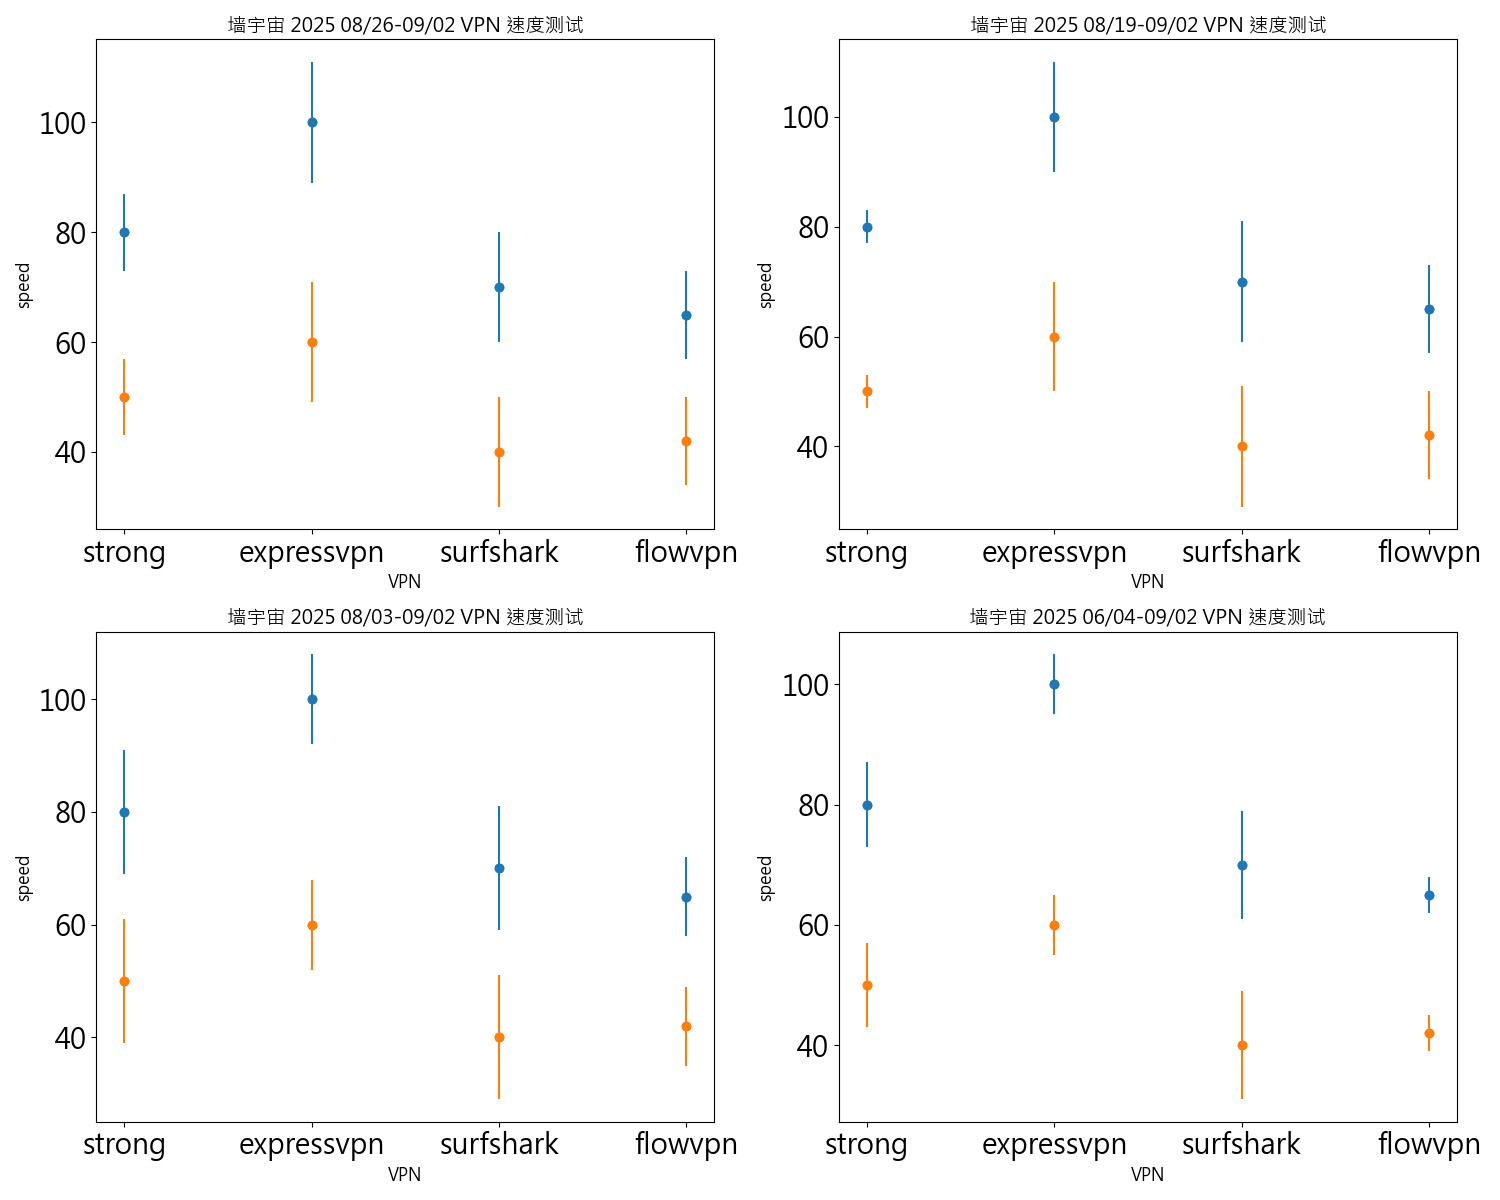 墙宇宙 2025 08/26-09/02 VPN 速度测试
speed
100
80
60
40
strong expressvpn surfshark flowvpn
VPN
墙宇宙 2025 08/19-09/02 VPN 速度测试
speed
100
80
60
40
strong expressvpn surfshark flowvpn
VPN
墙宇宙 2025 08/03-09/02 VPN 速度测试
speed
100
80
60
40
strong expressvpn surfshark flowvpn
VPN
墙宇宙 2025 06/04-09/02 VPN 速度测试
speed
100
80
60
40
strong expressvpn surfshark flowvpn
VPN